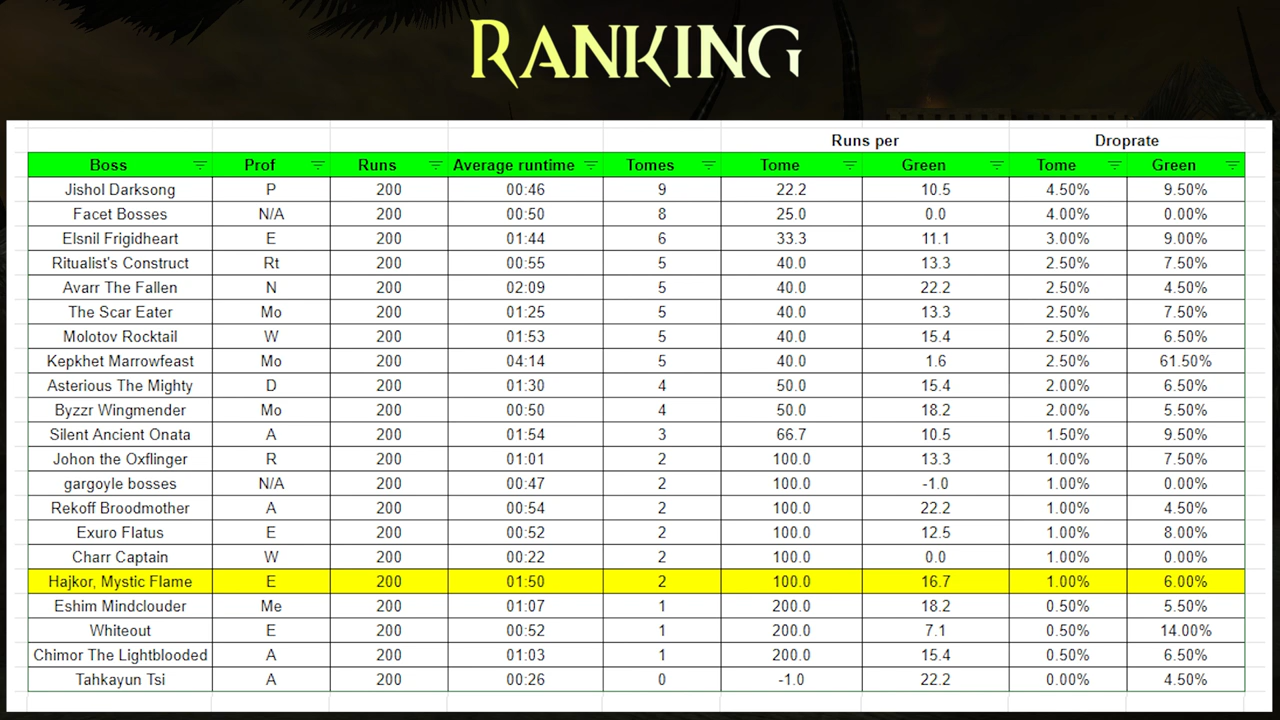 RANKING
Runs per Droprate
Boss Prof Runs Average runtime Tomes Tome Green Tome Green
Jishol Darksong P 200 00:46 9 22.2 10.5 4.50% 9.50%
Facet Bosses N/A 200 00:50 8 25.0 0.0 4.00% 0.00%
Elsnil Frigidheart E 200 01:44 6 33.3 11.1 3.00% 9.00%
Ritualist's Construct Rt 200 00:55 5 40.0 13.3 2.50% 7.50%
Avarr The Fallen N 200 02:09 5 40.0 22.2 2.50% 4.50%
The Scar Eater Mo 200 01:25 5 40.0 13.3 2.50% 7.50%
Molotov Rocktail W 200 01:53 5 40.0 15.4 2.50% 6.50%
Kepkhet Marrowfeast Mo 200 04:14 5 40.0 1.6 2.50% 61.50%
Asterious The Mighty D 200 01:30 4 50.0 15.4 2.00% 6.50%
Byzzr Wingmender Mo 200 00:50 4 50.0 18.2 2.00% 5.50%
Silent Ancient Onata A 200 01:54 3 66.7 10.5 1.50% 9.50%
Johon the Oxflinger R 200 01:01 2 100.0 13.3 1.00% 7.50%
gargoyle bosses N/A 200 00:47 2 100.0 -1.0 1.00% 0.00%
Rekoff Broodmother A 200 00:54 2 100.0 22.2 1.00% 4.50%
Exuro Flatus E 200 00:52 2 100.0 12.5 1.00% 8.00%
Charr Captain W 200 00:22 2 100.0 0.0 1.00% 0.00%
Hajkor, Mystic Flame E 200 01:50 2 100.0 16.7 1.00% 6.00%
Eshim Mindclouder Me 200 01:07 1 200.0 18.2 0.50% 5.50%
Whiteout E 200 00:52 1 200.0 7.1 0.50% 14.00%
Chimor The Lightblooded A 200 01:03 1 200.0 15.4 0.50% 6.50%
Tahkayun Tsi A 200 00:26 0 -1.0 22.2 0.00% 4.50%